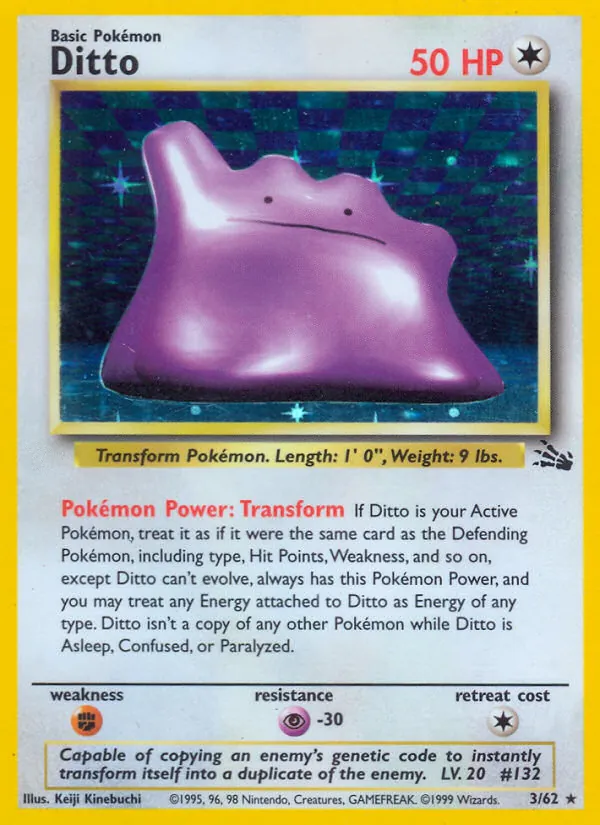 Basic Pokémon
Ditto
50 HP
Transform Pokémon. Length: 1' 0", Weight: 9 lbs.
Pokémon Power: Transform If Ditto is your Active
Pokémon, treat it as if it were the same card as the Defending
Pokémon, including type, Hit Points, Weakness, and so on,
except Ditto can't evolve, always has this Pokémon Power, and
you may treat any Energy attached to Ditto as Energy of any
type. Ditto isn't a copy of any other Pokémon while Ditto is
Asleep, Confused, or Paralyzed.
weakness resistance retreat cost
-30
Capable of copying an enemy's genetic code to instantly
transform itself into a duplicate of the enemy. LV. 20 #132
Illus. Keiji Kinebuchi ©1995, 96, 98 Nintendo, Creatures, GAMEFREAK. ©1999 Wizards. 3/62 ★